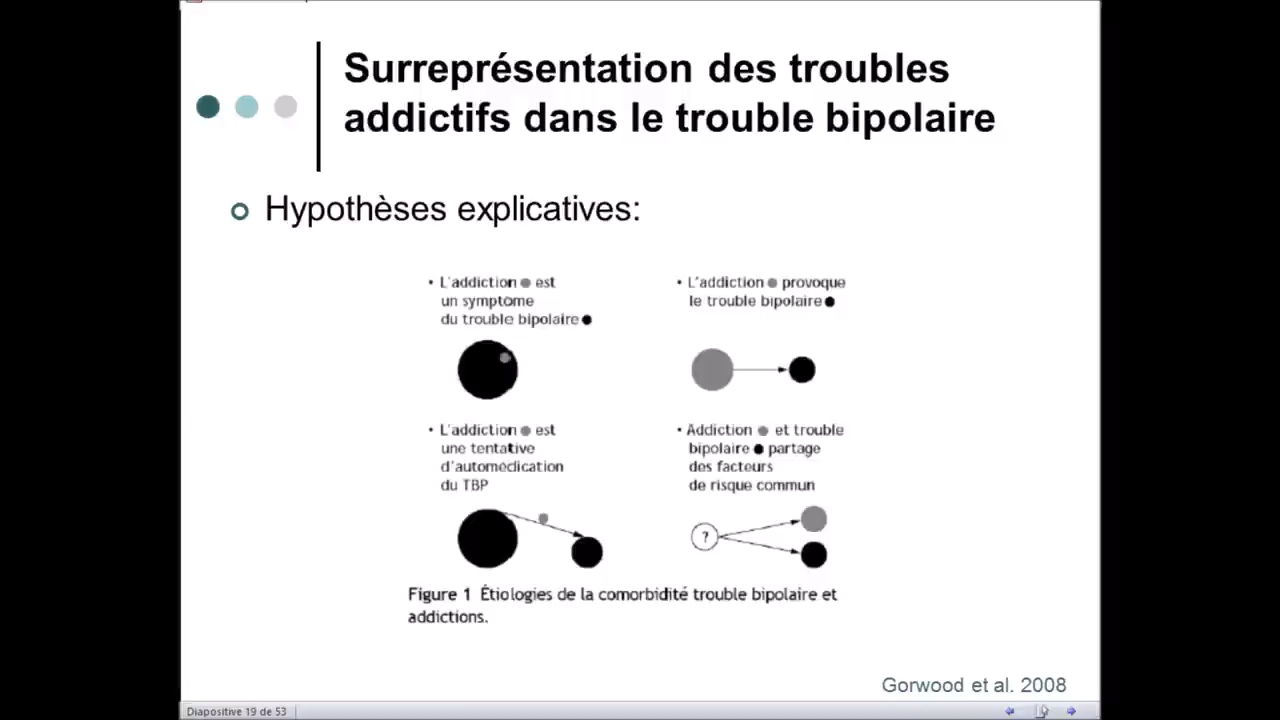 Surreprésentation des troubles
addictifs dans le trouble bipolaire
Hypothèses explicatives:
• L'addiction est
un symptome
du trouble bipolaire
• L'addiction provoque
le trouble bipolaire
• L'addiction est
une tentative
d'automédication
du TBP
• Addiction et trouble
bipolaire partage
des facteurs
de risque commun
?
Figure 1 Étiologies de la comorbidité trouble bipolaire et
addictions.
Gorwood et al. 2008
Diapositive 19 de 53